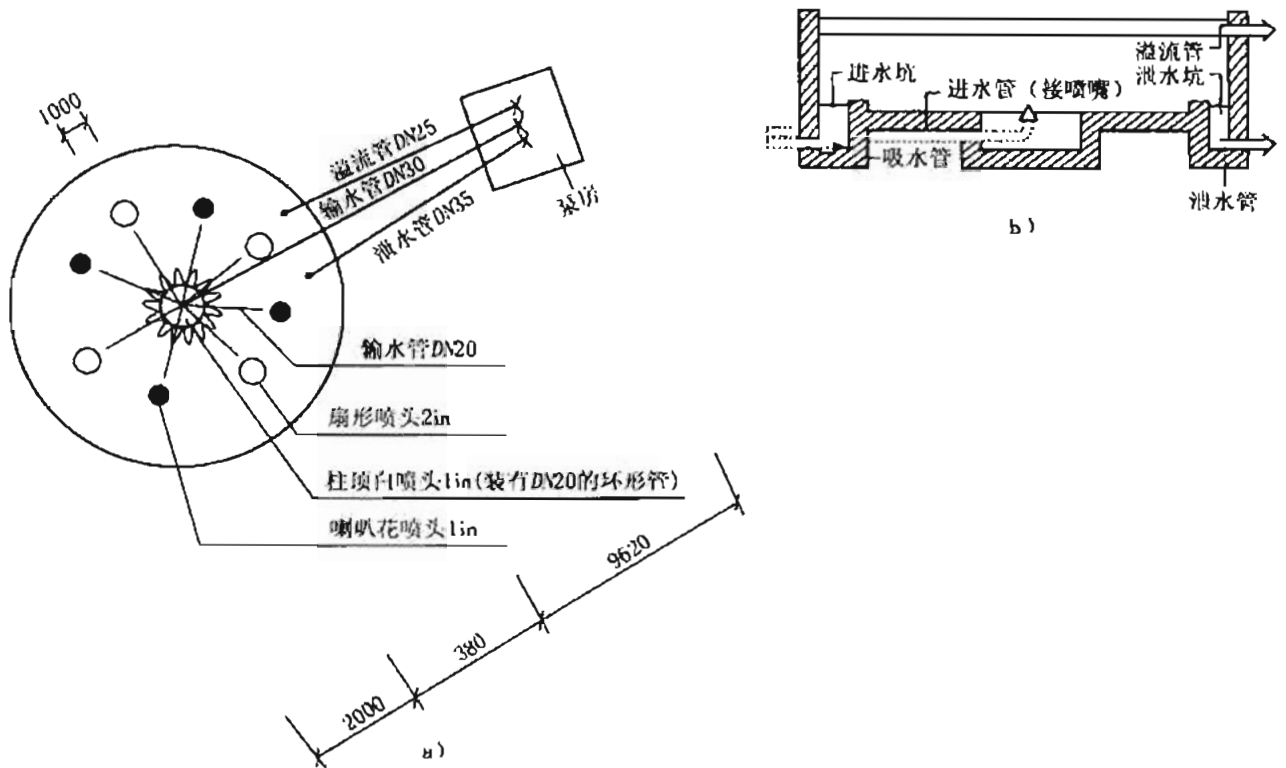 1000
溢流管DN25
输水管DN30
泄水管DN35
泵房
输水管DN20
扇形喷头2in
柱顶向喷头1in(装有DN20的环形管)
喇叭花喷头1in
9620
380
2000
a)
溢流管
泄水坑
进水坑
进水管（接喷嘴）
吸水管
泄水管
b)